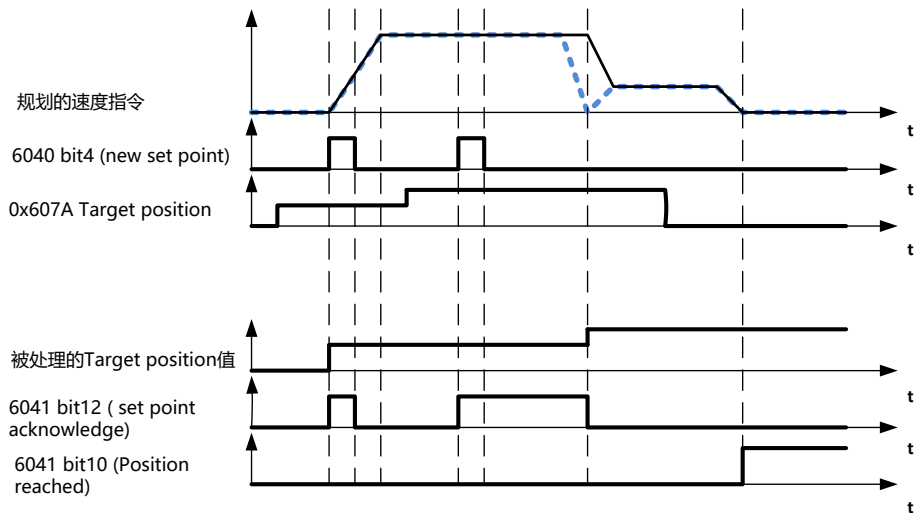 规划的速度指令
t
6040 bit4 (new set point)
t
0x607A Target position
t
被处理的Target position值
t
6041 bit12 ( set point
acknowledge)
t
6041 bit10 (Position
reached)
t